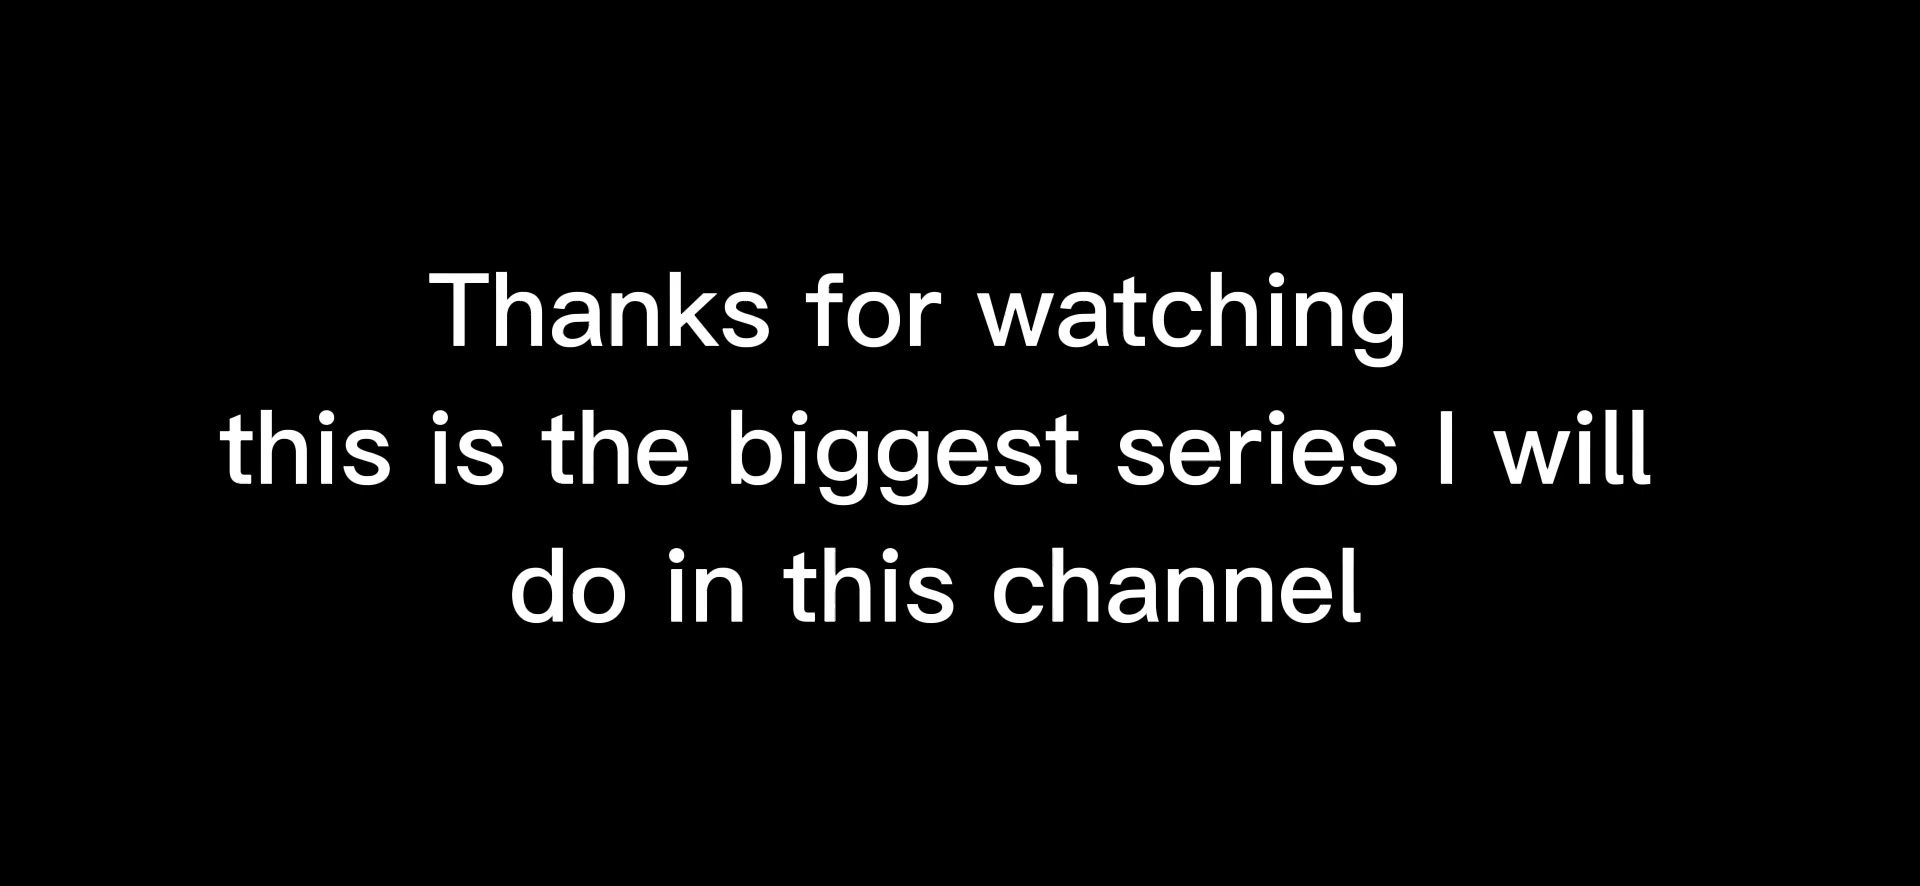 Thanks for watching
this is the biggest series I will
do in this channel